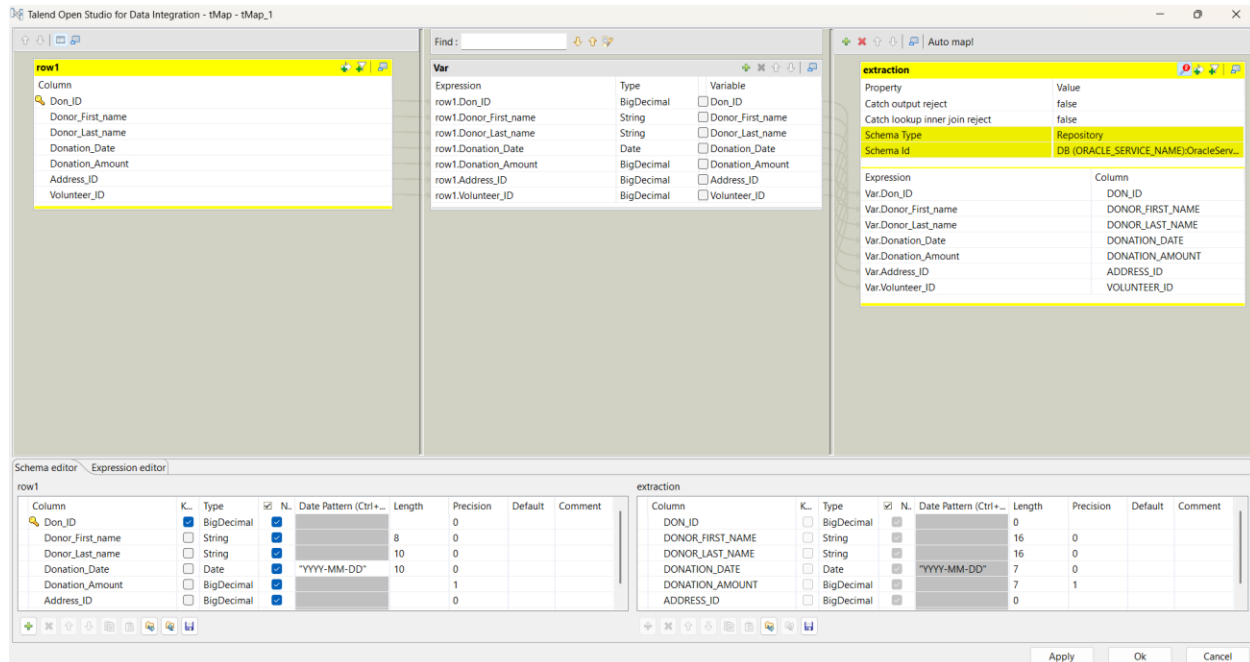 Talend Open Studio for Data Integration - tMap - tMap_1
Find :
Auto map!
row1
Column
Don_ID
Donor_First_name
Donor_Last_name
Donation_Date
Donation_Amount
Address_ID
Volunteer_ID
Var
Expression Type Variable
row1.Don_ID BigDecimal Don_ID
row1.Donor_First_name String Donor_First_name
row1.Donor_Last_name String Donor_Last_name
row1.Donation_Date Date Donation_Date
row1.Donation_Amount BigDecimal Donation_Amount
row1.Address_ID BigDecimal Address_ID
row1.Volunteer_ID BigDecimal Volunteer_ID
extraction
Property Value
Catch output reject false
Catch lookup inner join reject false
Schema Type Repository
Schema Id DB (ORACLE_SERVICE_NAME):OracleServ...
Expression Column
Var.Don_ID DON_ID
Var.Donor_First_name DONOR_FIRST_NAME
Var.Donor_Last_name DONOR_LAST_NAME
Var.Donation_Date DONATION_DATE
Var.Donation_Amount DONATION_AMOUNT
Var.Address_ID ADDRESS_ID
Var.Volunteer_ID VOLUNTEER_ID
Schema editor Expression editor
row1
Column K... Type N.. Date Pattern (Ctrl+... Length Precision Default Comment
Don_ID BigDecimal 0
Donor_First_name String 8 0
Donor_Last_name String 10 0
Donation_Date Date "YYYY-MM-DD" 10 0
Donation_Amount BigDecimal 1
Address_ID BigDecimal 0
extraction
Column K... Type N.. Date Pattern (Ctrl+... Length Precision Default Comment
DON_ID BigDecimal 0
DONOR_FIRST_NAME String 16 0
DONOR_LAST_NAME String 16 0
DONATION_DATE Date "YYYY-MM-DD" 7 0
DONATION_AMOUNT BigDecimal 7 1
ADDRESS_ID BigDecimal 0
Apply Ok Cancel